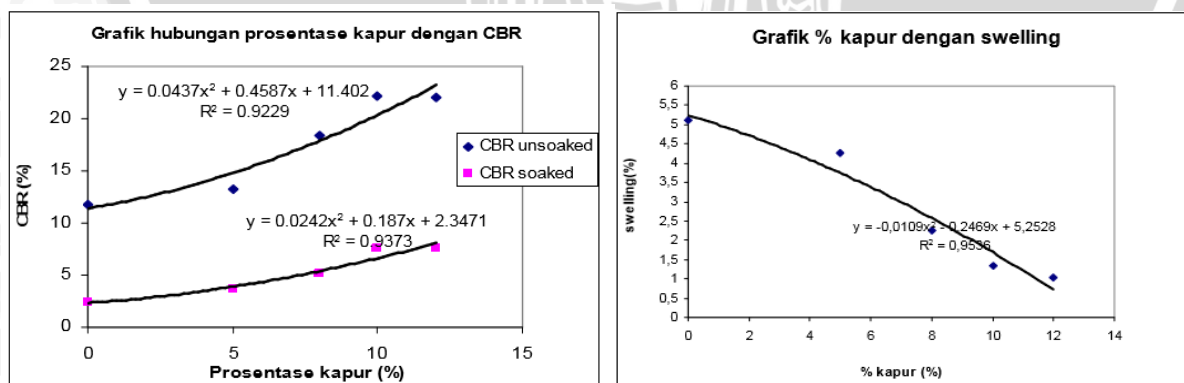 Grafik hubungan prosentase kapur dengan CBR
25
20
15
10
5
0
CBR (%)
y = 0.0437x² + 0.4587x + 11.402
R² = 0.9229
CBR unsoaked
CBR soaked
y = 0.0242x² + 0.187x + 2.3471
R² = 0.9373
0 5 10 15
Prosentase kapur (%)
Grafik % kapur dengan swelling
6
5,5
5
4,5
4
3,5
3
2,5
2
1,5
1
0,5
0
swelling(%)
y = -0,0109x² - 0,2469x + 5,2528
R² = 0,9536
0 2 4 6 8 10 12 14
% kapur (%)